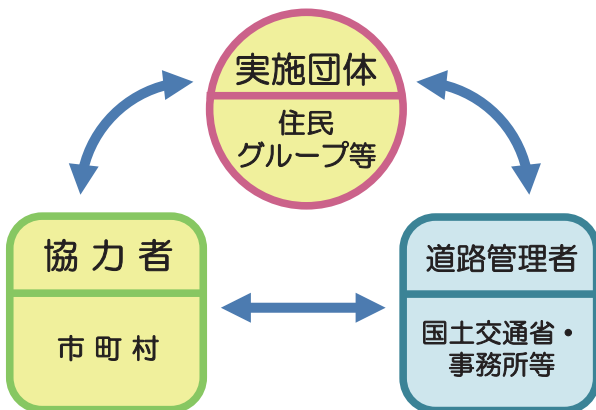 実施団体
住民
グループ等
協力者
市町村
道路管理者
国土交通省・
事務所等